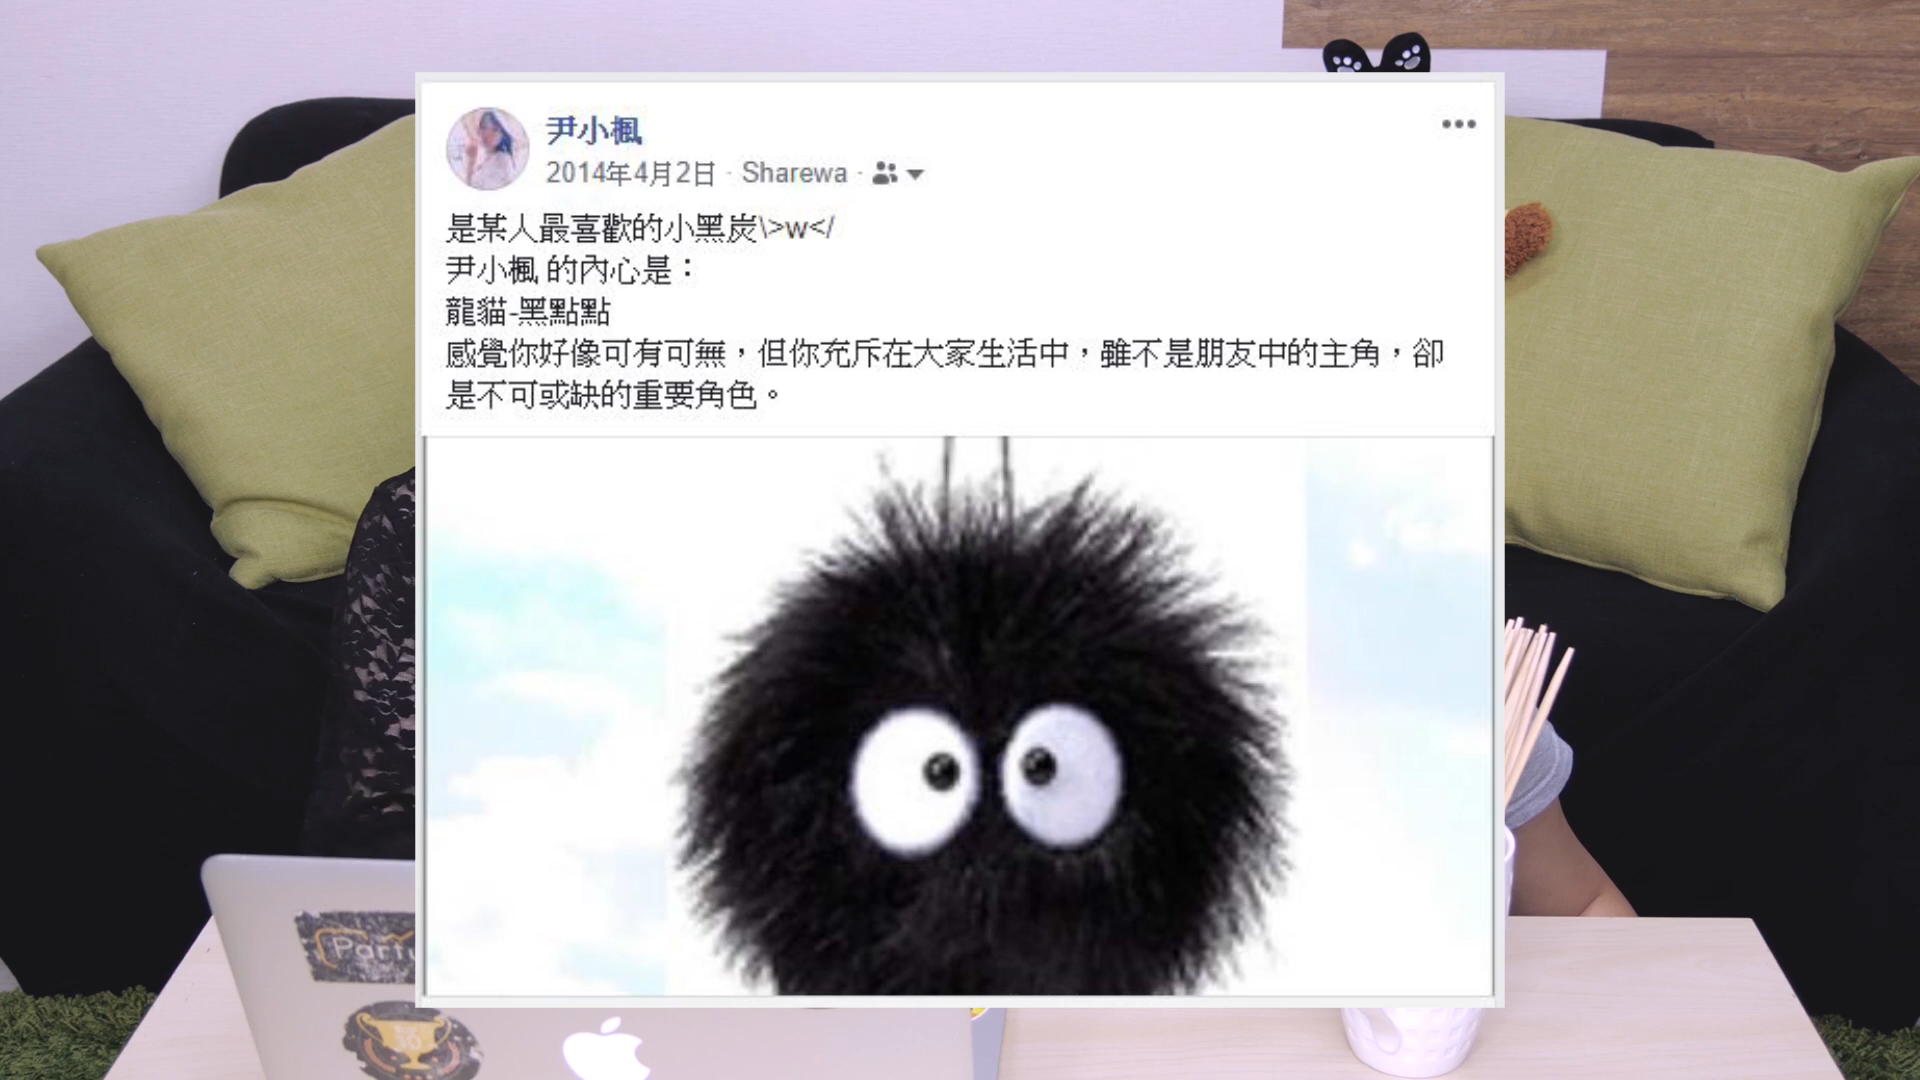 尹小楓
2014年4月2日 · Sharewa ·
是某人最喜歡的小黑炭\>w</
尹小楓 的內心是：
龍貓-黑點點
感覺你好像可有可無，但你充斥在大家生活中，雖不是朋友中的主角，卻
是不可或缺的重要角色。
Part
30